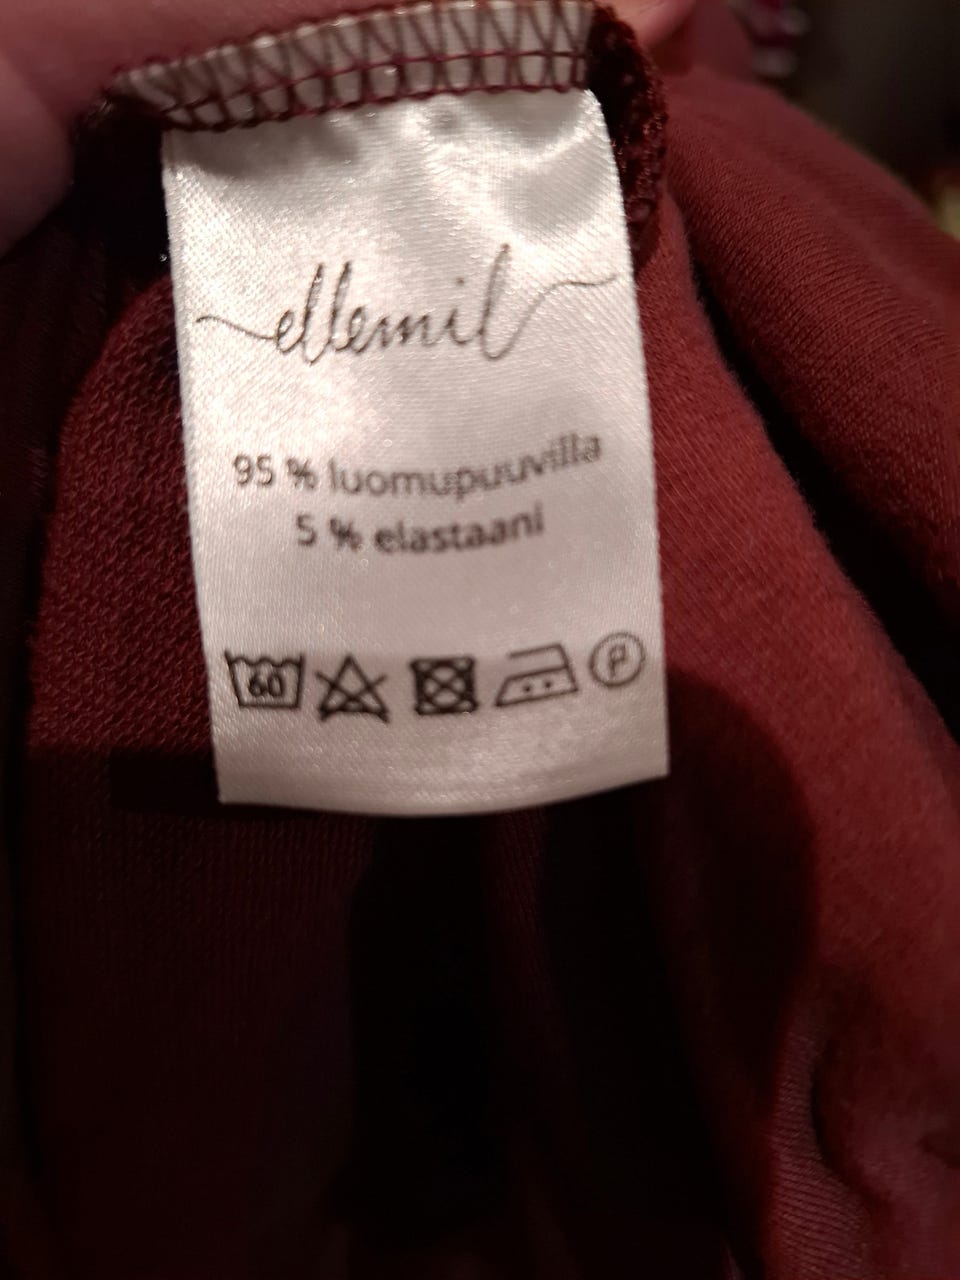 ellemil
95 % luomupuuvilla
5 % elastaani
60
P